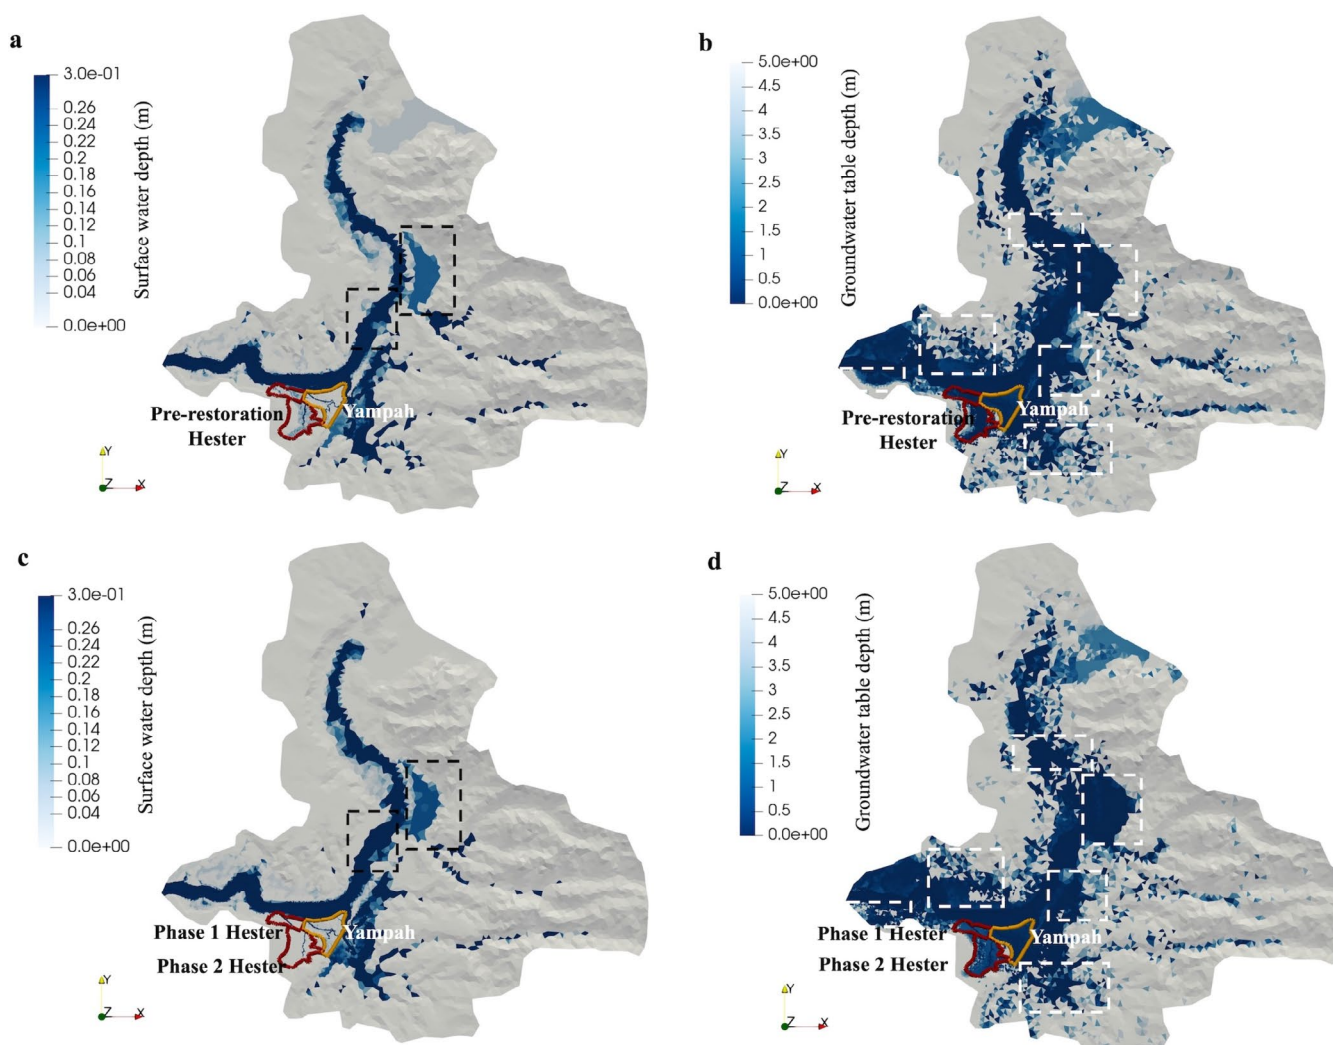 a
3.0e-01
0.26
0.24
0.22
0.2
0.18
0.16
0.14
0.12
0.1
0.08
0.06
0.04
0.0e+00
Surface water depth (m)
Pre-restoration
Hester
Yampah
Y
Z
X
b
5.0e+00
4.5
4
3.5
3
2.5
2
1.5
1
0.5
0.0e+00
Groundwater table depth (m)
Pre-restoration
Hester
Yampah
Y
Z
X
c
3.0e-01
0.26
0.24
0.22
0.2
0.18
0.16
0.14
0.12
0.1
0.08
0.06
0.04
0.0e+00
Surface water depth (m)
Phase 1 Hester
Phase 2 Hester
Yampah
Y
Z
X
d
5.0e+00
4.5
4
3.5
3
2.5
2
1.5
1
0.5
0.0e+00
Groundwater table depth (m)
Phase 1 Hester
Phase 2 Hester
Yampah
Y
Z
X